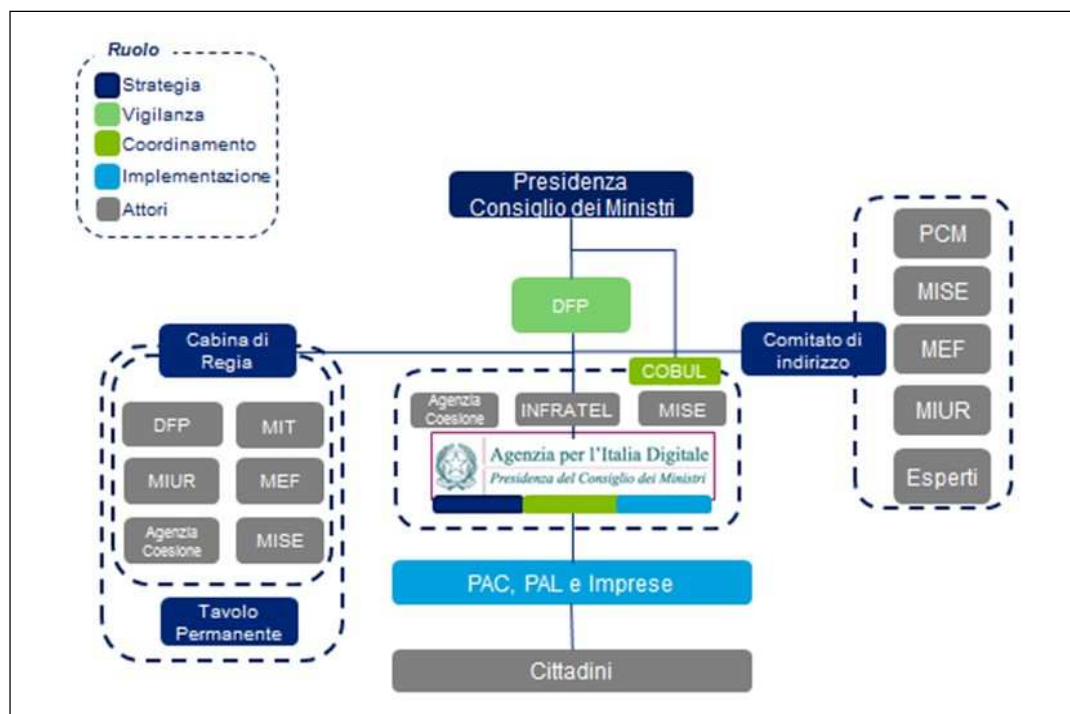 Ruolo
Strategia
Vigilanza
Coordinamento
Implementazione
Attori
Presidenza
Consiglio dei Ministri
DFP
Cabina di
Regia
DFP
MIT
MIUR
MEF
Agenzia
Coesione
MISE
Tavolo
Permanente
COBUL
Agenzia
Coesione
INFRATEL
MISE
Agenzia per l'Italia Digitale
Presidenza del Consiglio dei Ministri
Comitato di
indirizzo
PCM
MISE
MEF
MIUR
Esperti
PAC, PAL e Imprese
Cittadini